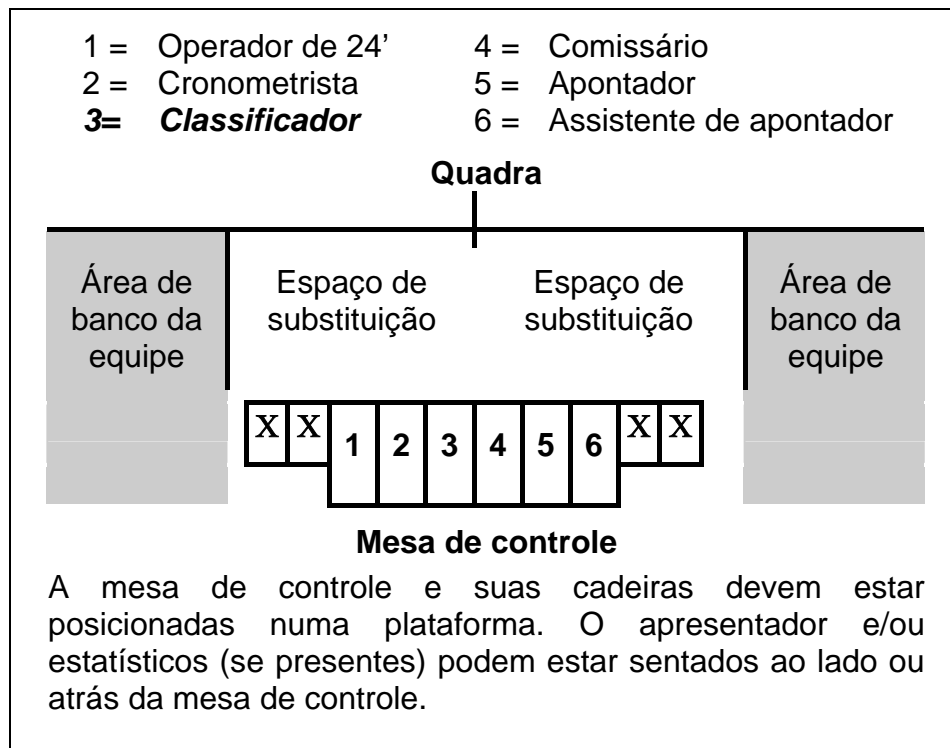 1 = Operador de 24’ 4 = Comissário
2 = Cronometrista 5 = Apontador
3= Classificador 6 = Assistente de apontador
Quadra
Área de banco da equipe
Espaço de substituição
Espaço de substituição
Área de banco da equipe
X X 1 2 3 4 5 6 X X
Mesa de controle
A mesa de controle e suas cadeiras devem estar
posicionadas numa plataforma. O apresentador e/ou
estatísticos (se presentes) podem estar sentados ao lado ou
atrás da mesa de controle.